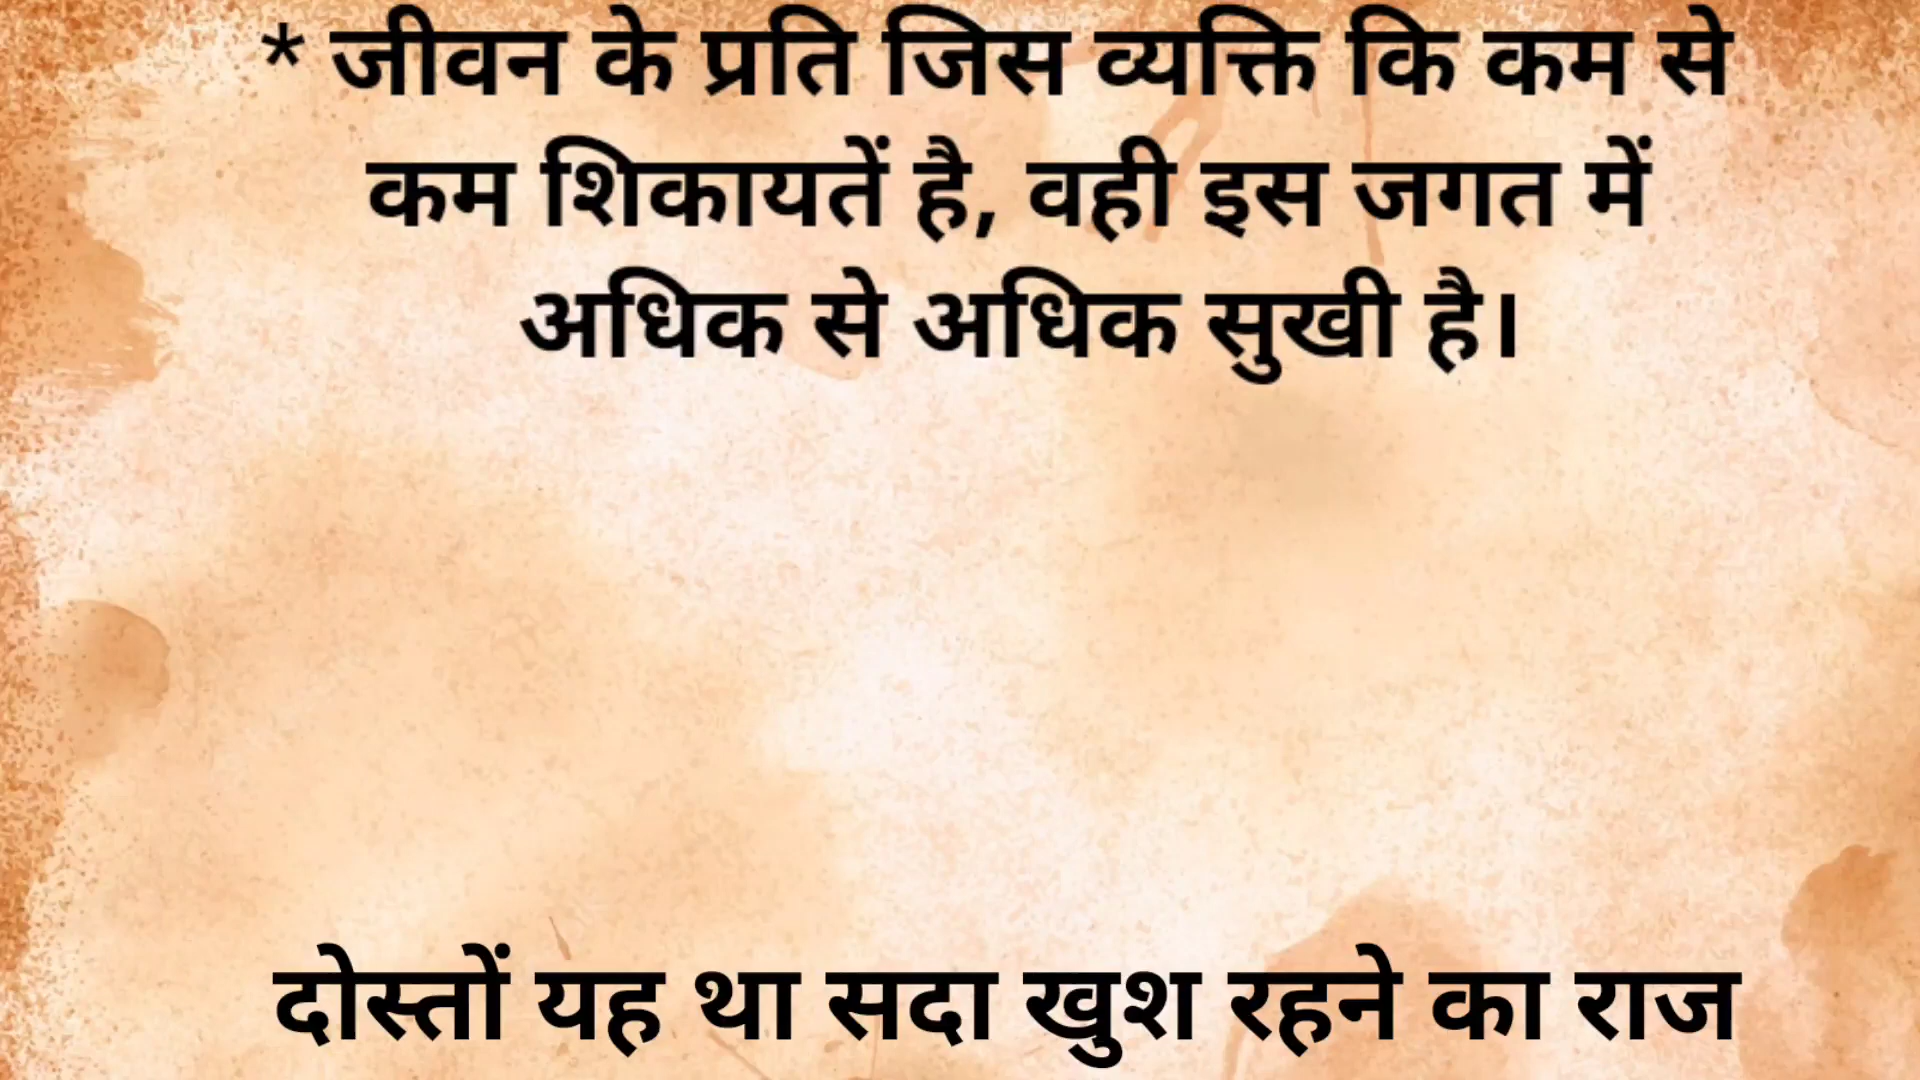 * जीवन के प्रति जिस व्यक्ति कि कम से
कम शिकायतें है, वही इस जगत में
अधिक से अधिक सुखी है।
दोस्तों यह था सदा खुश रहने का राज